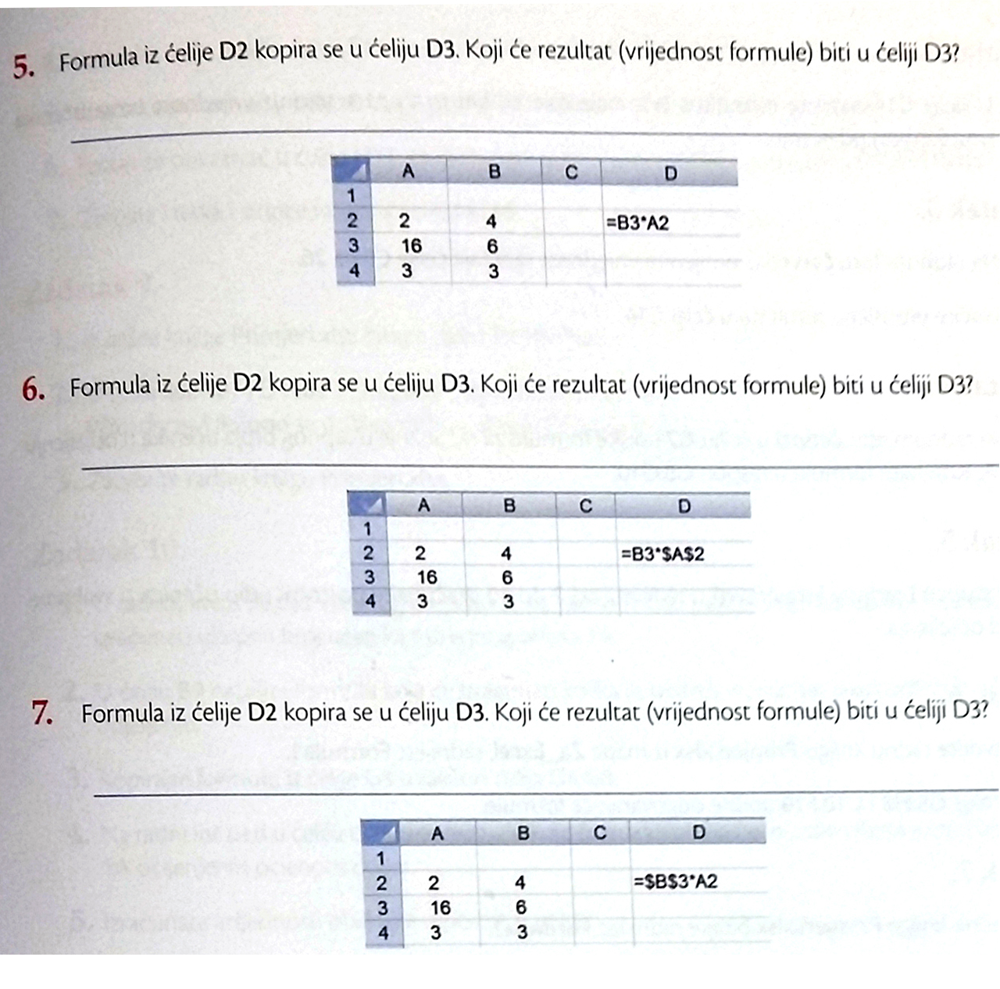 5. Formula iz ćelije D2 kopira se u ćeliju D3. Koji će rezultat (vrijednost formule) biti u ćeliji D3?
A B C D
1
2 2 4 =B3*A2
3 16 6
4 3 3
6. Formula iz ćelije D2 kopira se u ćeliju D3. Koji će rezultat (vrijednost formule) biti u ćeliji D3?
A B C D
1
2 2 4 =B3*$A$2
3 16 6
4 3 3
7. Formula iz ćelije D2 kopira se u ćeliju D3. Koji će rezultat (vrijednost formule) biti u ćeliji D3?
A B C D
1
2 2 4 =$B$3*A2
3 16 6
4 3 3